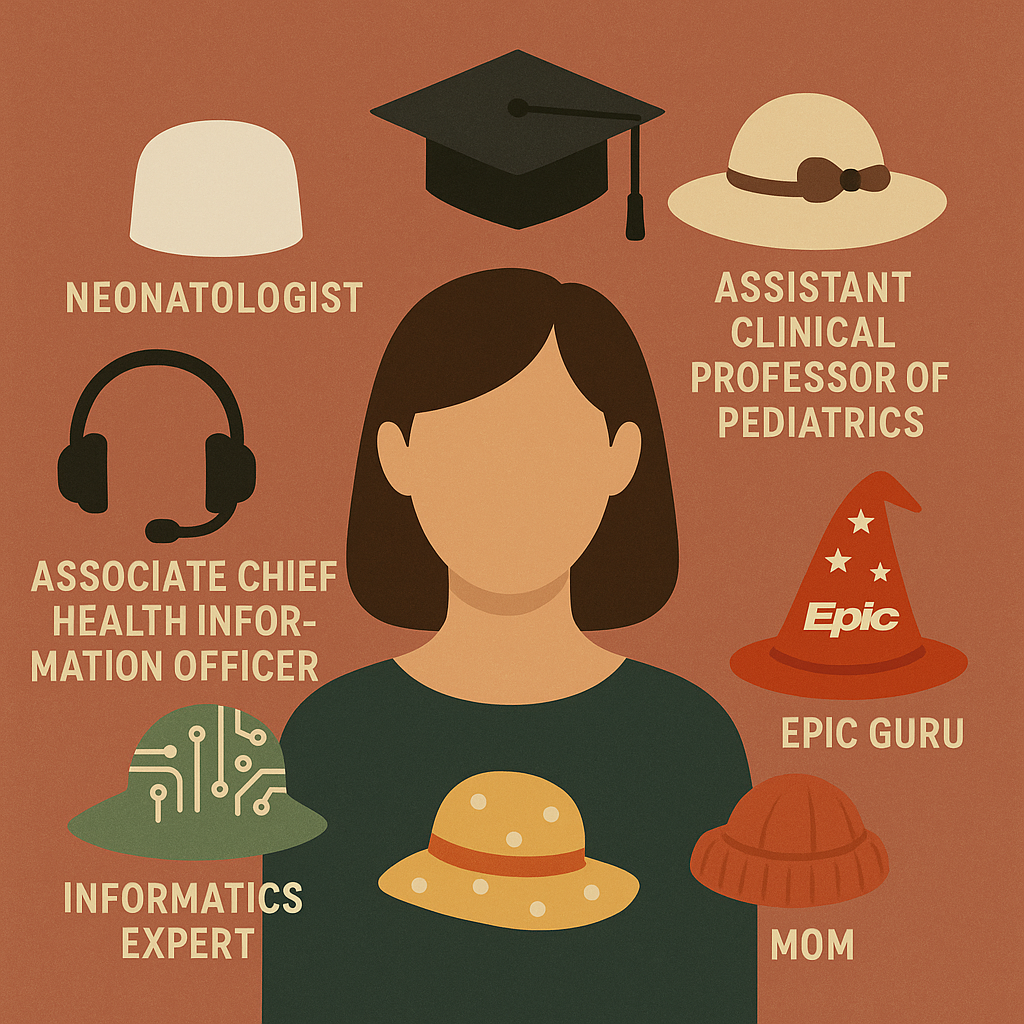 NEONATOLOGIST
ASSISTANT
CLINICAL
PROFESSOR OF
PEDIATRICS
ASSOCIATE CHIEF
HEALTH INFOR-
MATION OFFICER
Epic
EPIC GURU
INFORMATICS
EXPERT
MOM